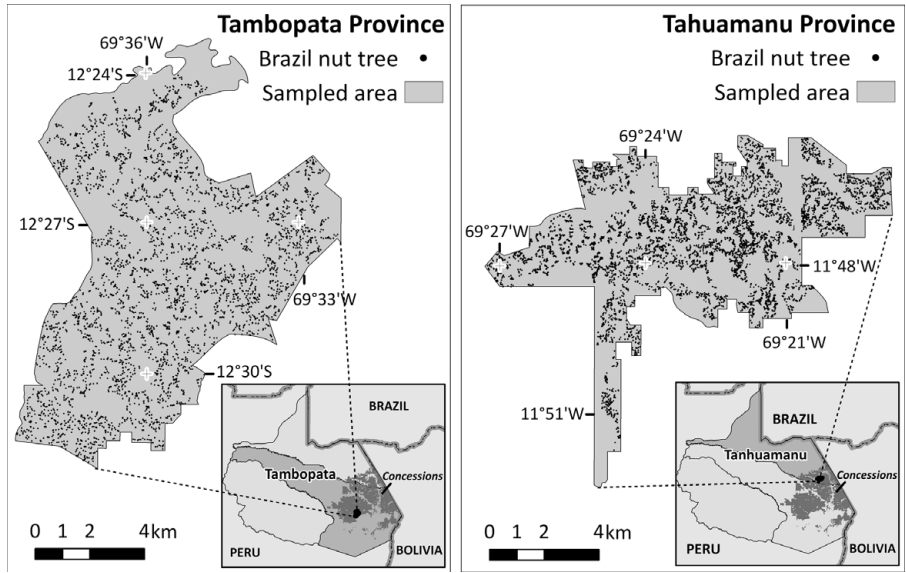 Tambopata Province
Brazil nut tree
Sampled area
69°36'W
12°24'S
12°27'S
69°33'W
12°30'S
BRAZIL
Tambopata
Concessions
PERU
BOLIVIA
0 1 2 4km
Tahuamanu Province
Brazil nut tree
Sampled area
69°24'W
69°27'W
11°48'W
69°21'W
11°51'W
BRAZIL
Tanhuamanu
Concessions
PERU
BOLIVIA
0 1 2 4km